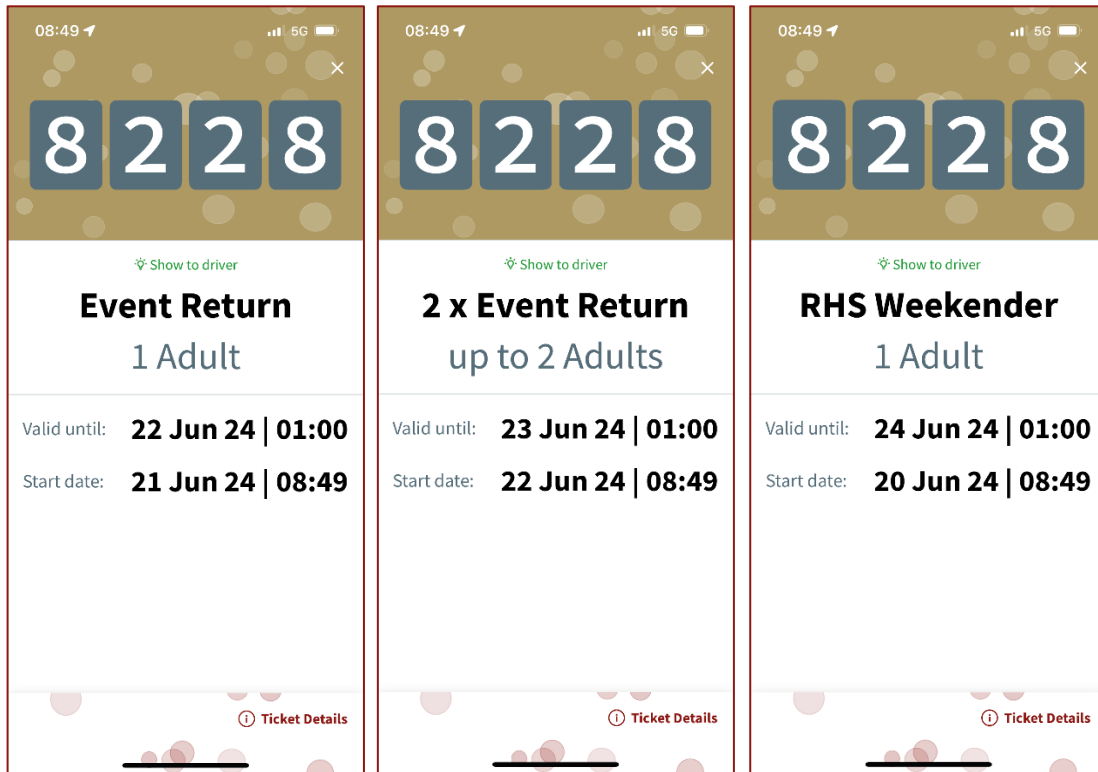 08:49 5G
8228
Show to driver
Event Return
1 Adult
Valid until: 22 Jun 24 | 01:00
Start date: 21 Jun 24 | 08:49
Ticket Details
08:49 5G
8228
Show to driver
2 x Event Return
up to 2 Adults
Valid until: 23 Jun 24 | 01:00
Start date: 22 Jun 24 | 08:49
Ticket Details
08:49 5G
8228
Show to driver
RHS Weekender
1 Adult
Valid until: 24 Jun 24 | 01:00
Start date: 20 Jun 24 | 08:49
Ticket Details